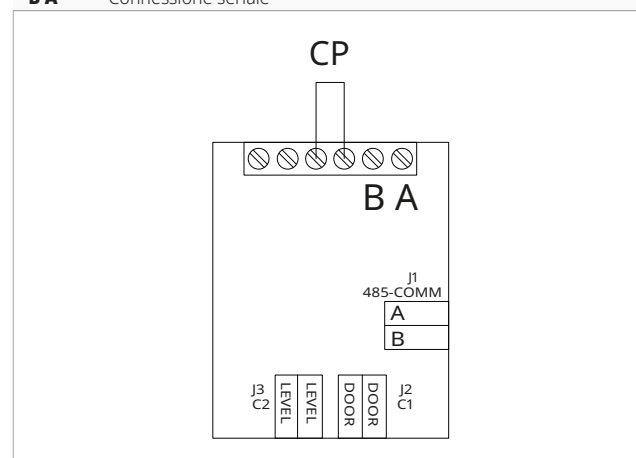 B A Connessione seriale
CP
B A
J1
485-COMM
A
B
J3
C2
LEVEL
LEVEL
DOOR
DOOR
J2
C1